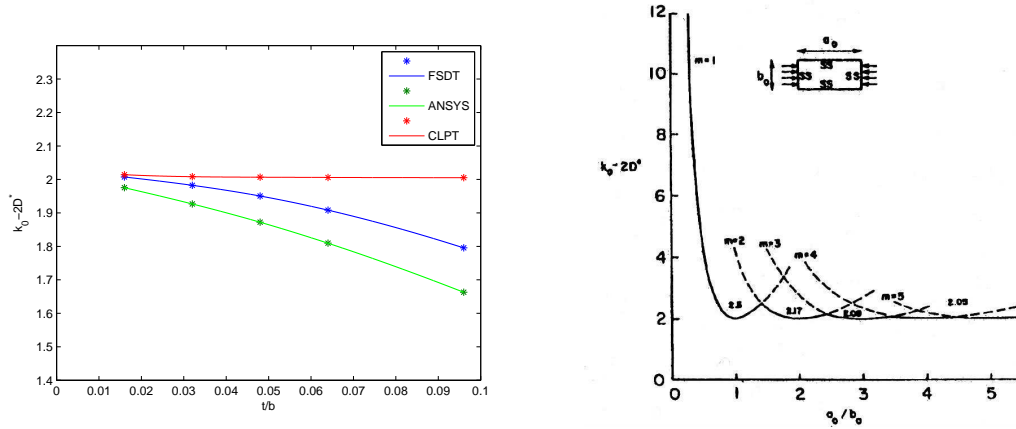 2.3
2.2
2.1
2
1.9
1.8
1.7
1.6
1.5
1.4
0 0.01 0.02 0.03 0.04 0.05 0.06 0.07 0.08 0.09 0.1
t/b
k0−2D*
FSDT
ANSYS
CLPT
12
10
8
6
4
2
0
k0-2D*
m=1
a0
b0
SS
SS SS
SS
m=2
m=3
m=4
m=5
2.5
2.17
2.08
2.05
0 1 2 3 4 5
a0/b0